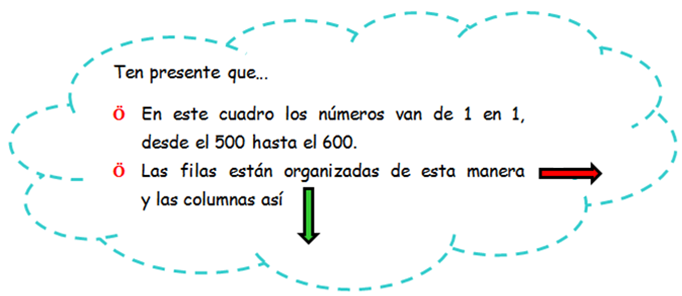 Ten presente que...
Ö En este cuadro los números van de 1 en 1,
desde el 500 hasta el 600.
Ö Las filas están organizadas de esta manera
y las columnas así